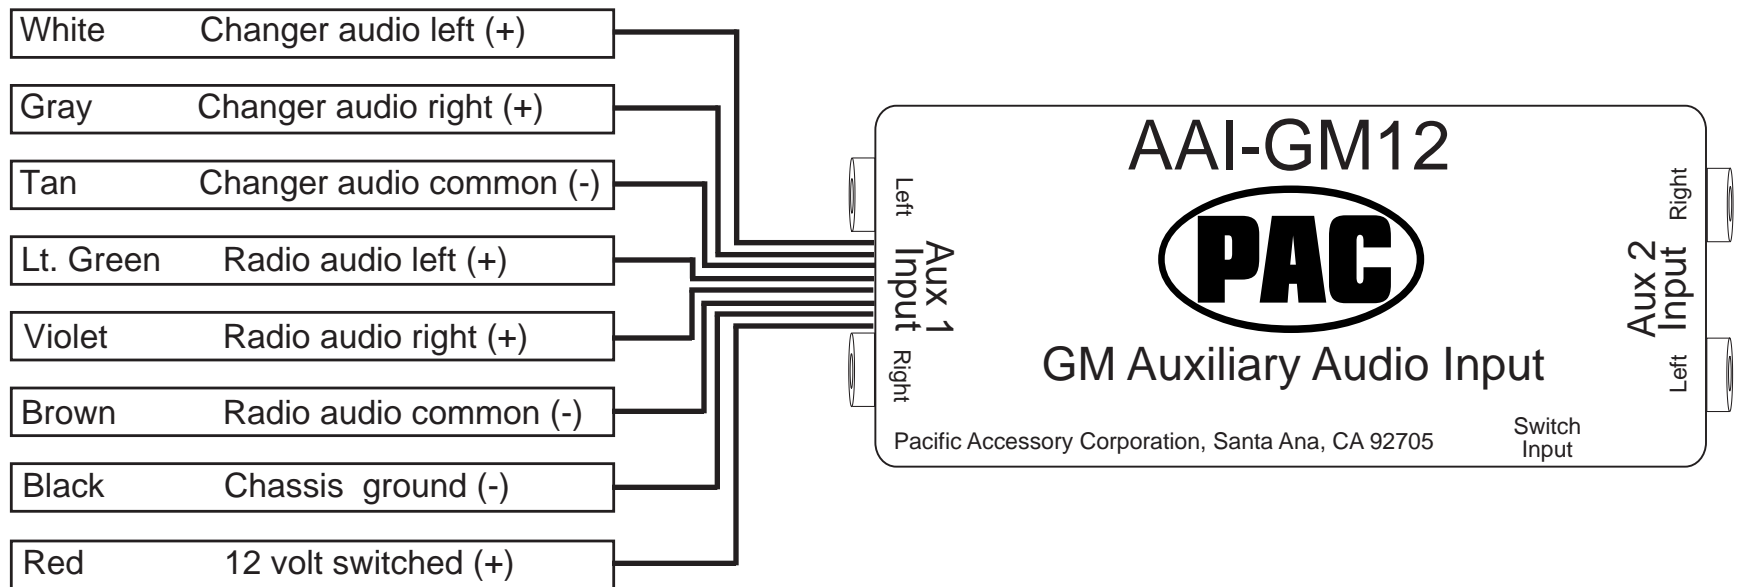 White Changer audio left (+)
Gray Changer audio right (+)
Tan Changer audio common (-)
Lt. Green Radio audio left (+)
Violet Radio audio right (+)
Brown Radio audio common (-)
Black Chassis ground (-)
Red 12 volt switched (+)
Left
Aux 1
Input
Right
AAI-GM12
PAC
GM Auxiliary Audio Input
Pacific Accessory Corporation, Santa Ana, CA 92705
Switch
Input
Right
Aux 2
Input
Left